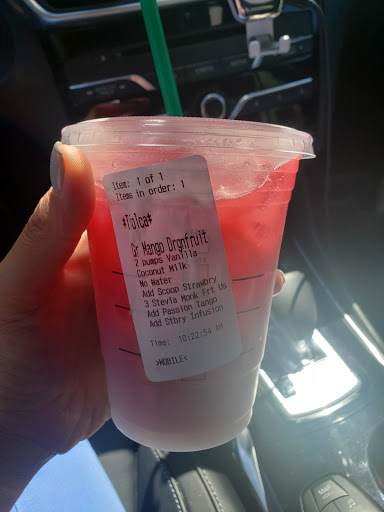 Item: 1 of 1
Items in order: 1
*Tulca*
Gr Mango Drgnfruit
2 pumps Vanilla
Coconut Milk
No Water
Add Scoop Strawbry
3 Stevia Monk Frt Us
Add Passion Tango
Add Stbry Infusion
Time: 10:22:54 AM
>MOBILE<